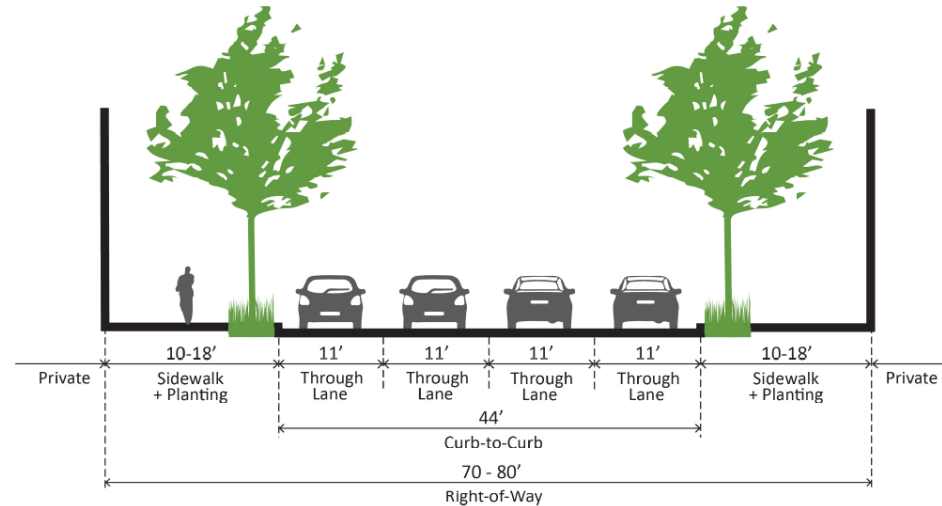 10-18’ 11’ 11’ 11’ 11’ 10-18’
Private Sidewalk Through Through Through Through Sidewalk Private
+ Planting Lane Lane Lane Lane + Planting
44’
Curb-to-Curb
70 - 80’
Right-of-Way